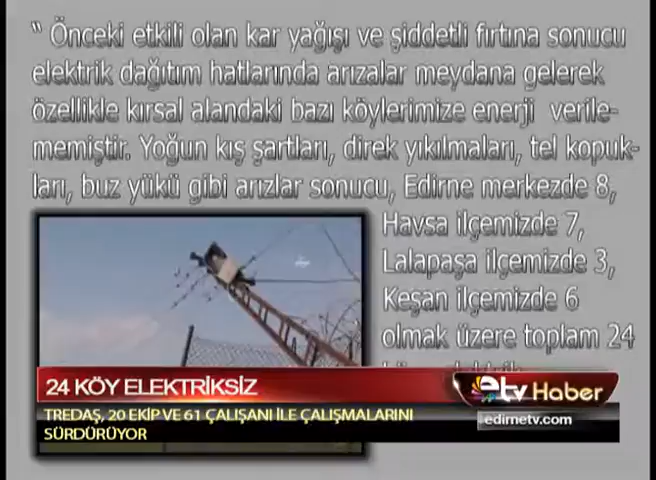 “ Önceki etkili olan kar yağışı ve şiddetli fırtına sonucu
elektrik dağıtım hatlarında arızalar meydana gelerek
özellikle kırsal alandaki bazı köylerimize enerji verile-
memiştir. Yoğun kış şartları, direk yıkılmaları, tel kopuk-
ları, buz yükü gibi arızlar sonucu, Edirne merkezde 8,
Havsa ilçemizde 7,
Lalapaşa ilçemizde 3,
Keşan ilçemizde 6
olmak üzere toplam 24
24 KÖY ELEKTRİKSİZ
etv Haber
TREDAŞ, 20 EKİP VE 61 ÇALIŞANI İLE ÇALIŞMALARINI
SÜRDÜRÜYOR
edirnetv.com